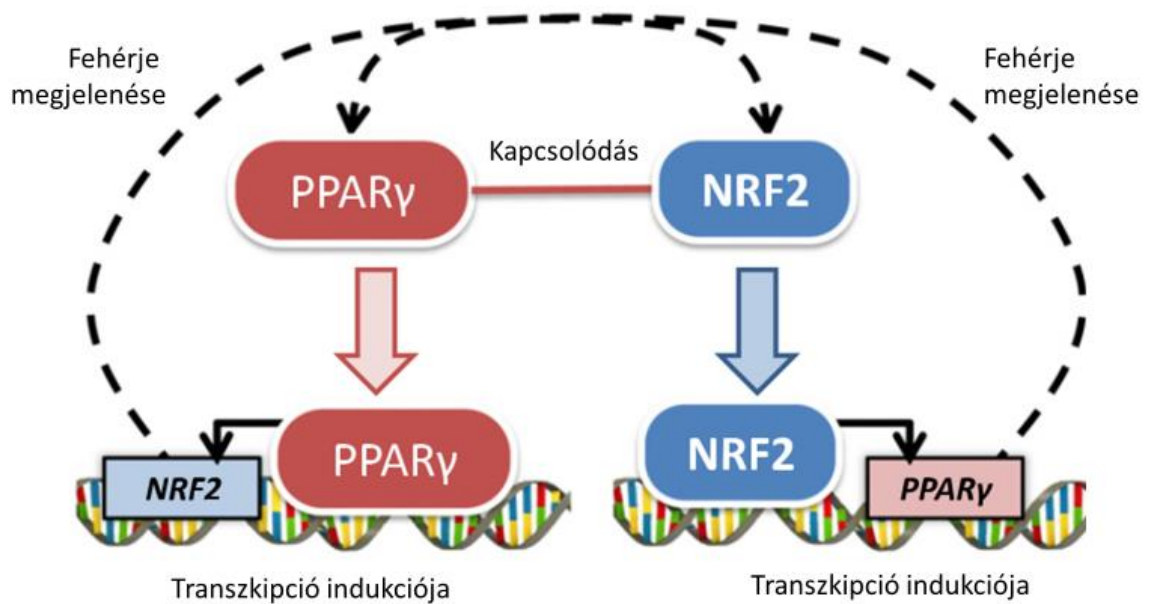 Fehérje
megjelenése
Fehérje
megjelenése
Kapcsolódás
PPARγ
NRF2
PPARγ
NRF2
NRF2
PPARγ
Transzkipció indukciója
Transzkipció indukciója